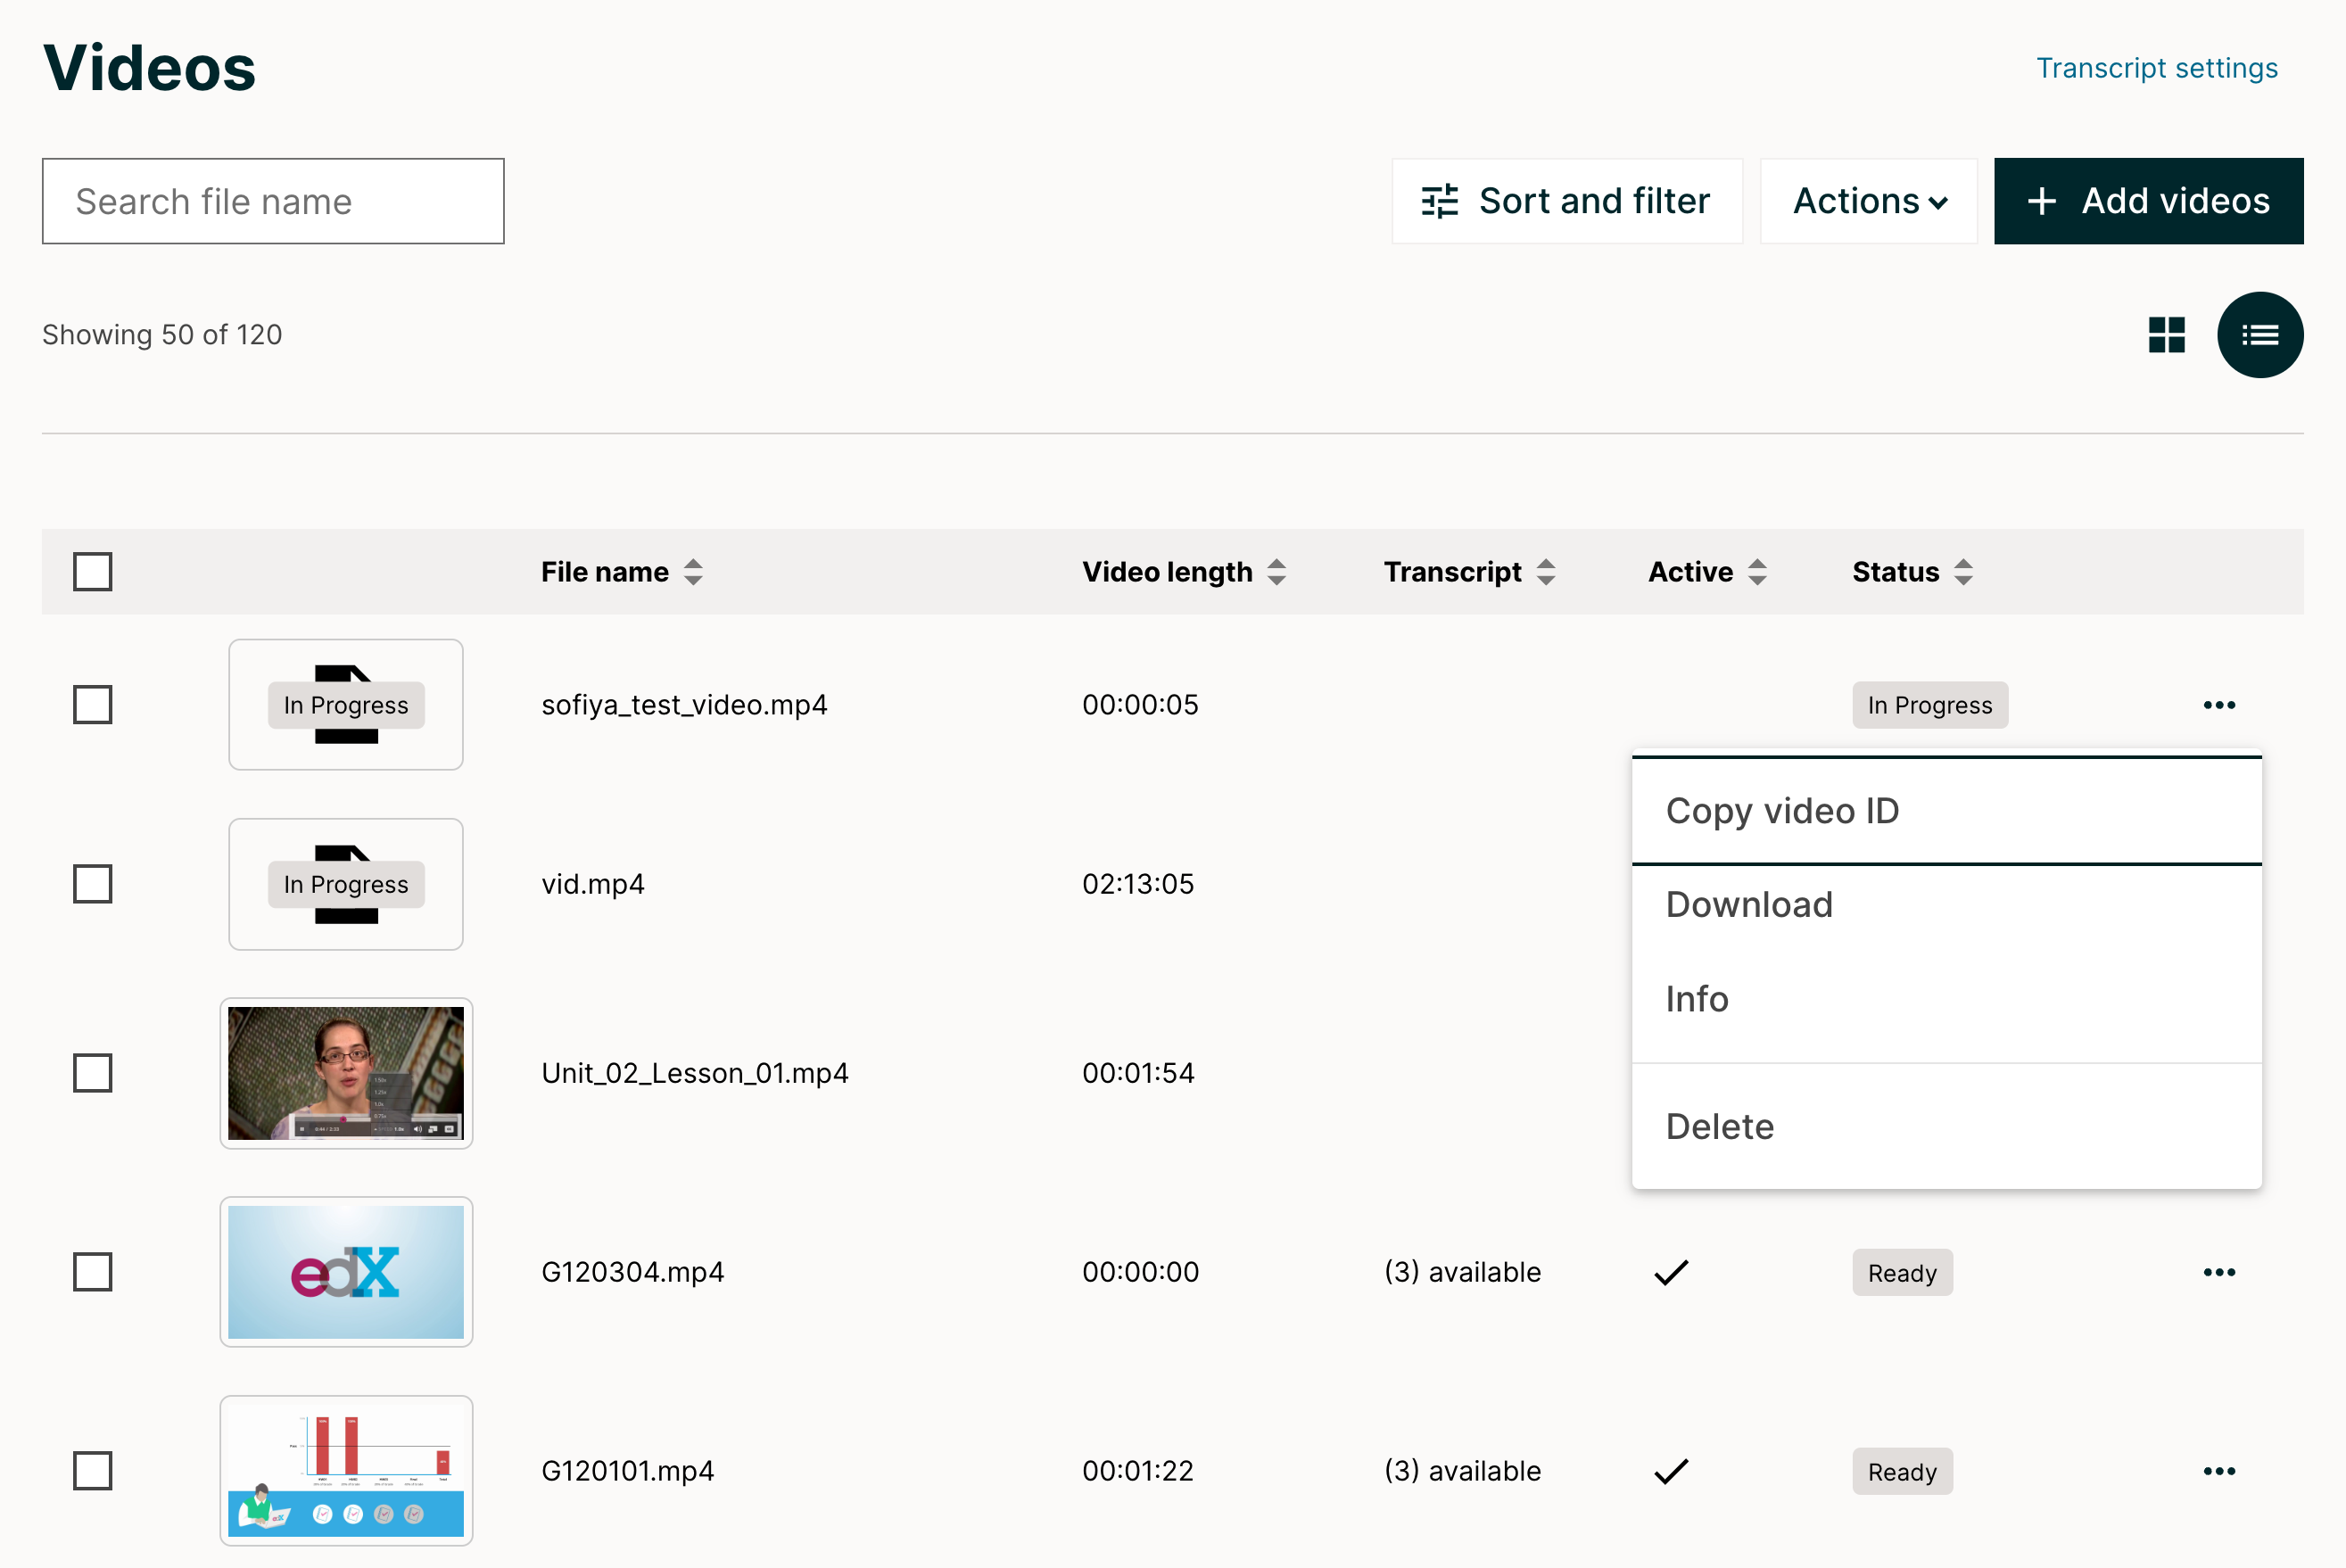 Videos
Transcript settings
Search file name
Sort and filter
Actions
Add videos
Showing 50 of 120
File name Video length Transcript Active Status
In Progress sofiya_test_video.mp4 00:00:05 In Progress
Copy video ID
In Progress vid.mp4 02:13:05
Download
Info
Unit_02_Lesson_01.mp4 00:01:54
Delete
edX G120304.mp4 00:00:00 (3) available Ready
G120101.mp4 00:01:22 (3) available Ready